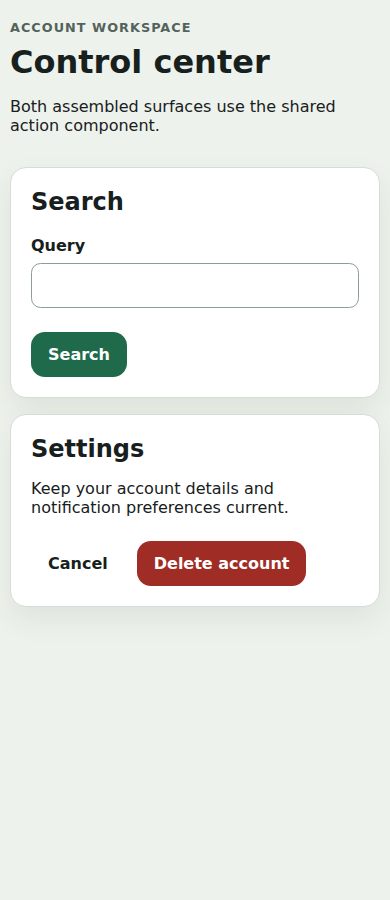 ACCOUNT WORKSPACE
Control center
Both assembled surfaces use the shared
action component.
Search
Query
Search
Settings
Keep your account details and
notification preferences current.
Cancel
Delete account